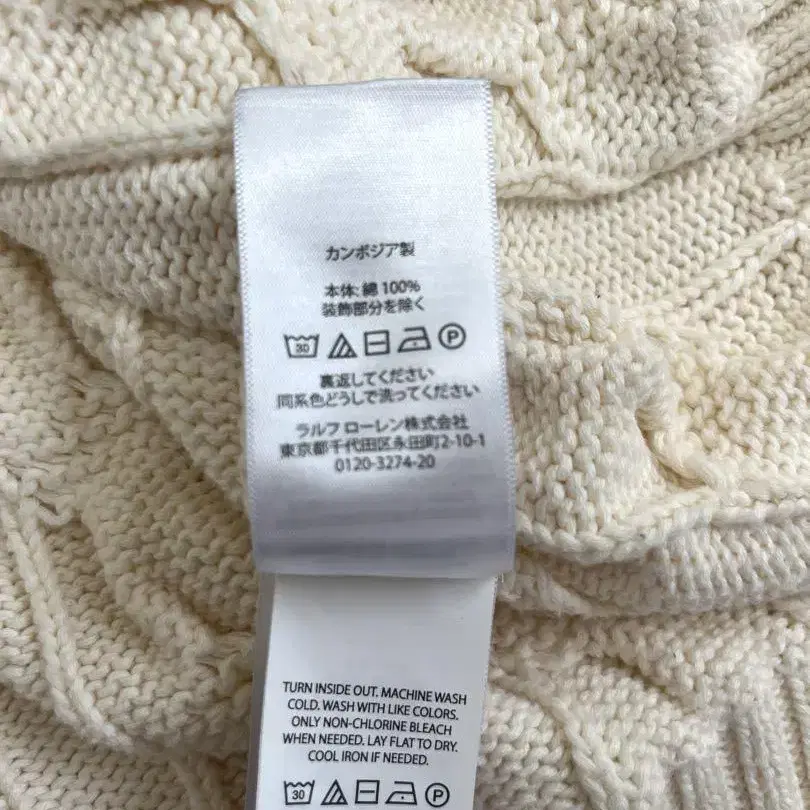 カンボジア製
本体: 綿 100%
装飾部分を除く
30 P
裏返してください
同系色どうしで洗ってください
ラルフ ローレン株式会社
東京都千代田区永田町2-10-1
0120-3274-20
TURN INSIDE OUT. MACHINE WASH
COLD. WASH WITH LIKE COLORS.
ONLY NON-CHLORINE BLEACH
WHEN NEEDED. LAY FLAT TO DRY.
COOL IRON IF NEEDED.
30 P